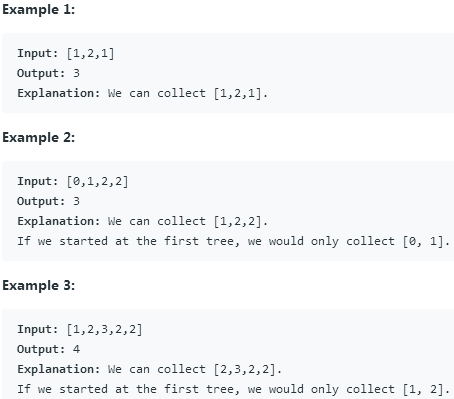 Example 1:
Input: [1,2,1]
Output: 3
Explanation: We can collect [1,2,1].
Example 2:
Input: [0,1,2,2]
Output: 3
Explanation: We can collect [1,2,2].
If we started at the first tree, we would only collect [0, 1].
Example 3:
Input: [1,2,3,2,2]
Output: 4
Explanation: We can collect [2,3,2,2].
If we started at the first tree, we would only collect [1, 2].